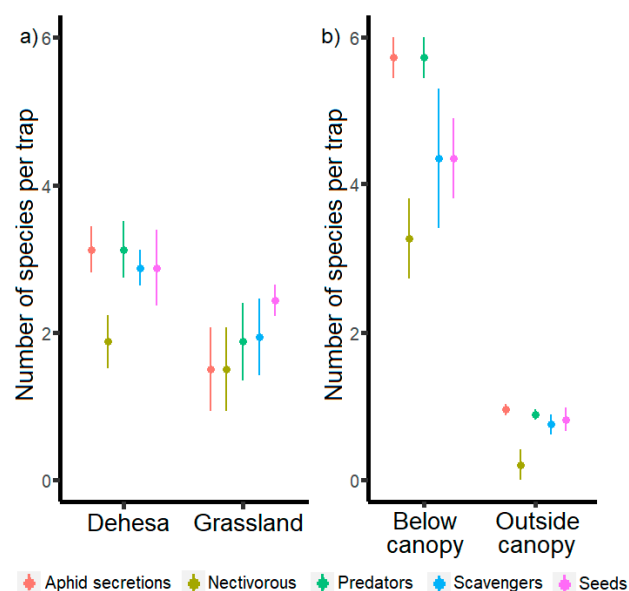 a)
Number of species per trap
6
4
2
0
Dehesa
Grassland
b)
Number of species per trap
6
4
2
0
Below
canopy
Outside
canopy
Aphid secretions
Nectivorous
Predators
Scavengers
Seeds